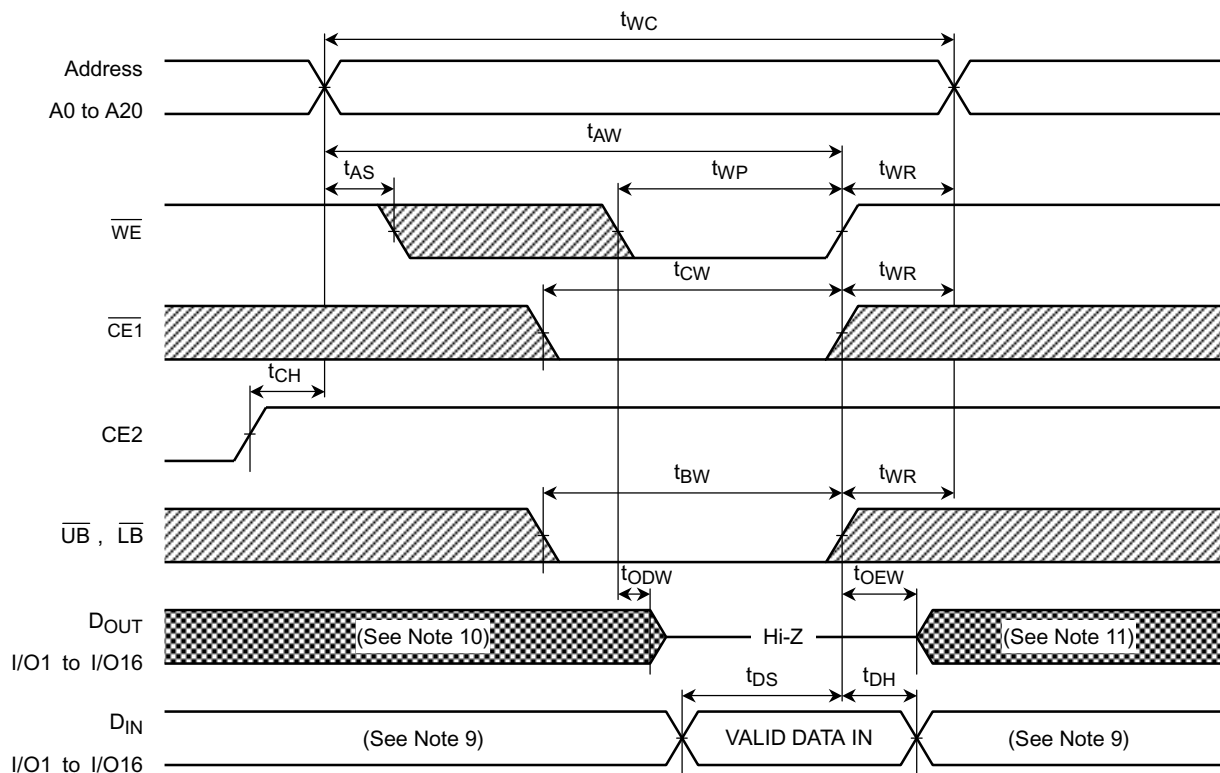 tWC
Address
A0 to A20
tAW
tAS
tWP
tWR
WE
tCW
tWR
CE1
tCH
CE2
tBW
tWR
UB , LB
tODW
tOEW
DOUT
I/O1 to I/O16
(See Note 10)
Hi-Z
(See Note 11)
tDS
tDH
DIN
I/O1 to I/O16
(See Note 9)
VALID DATA IN
(See Note 9)